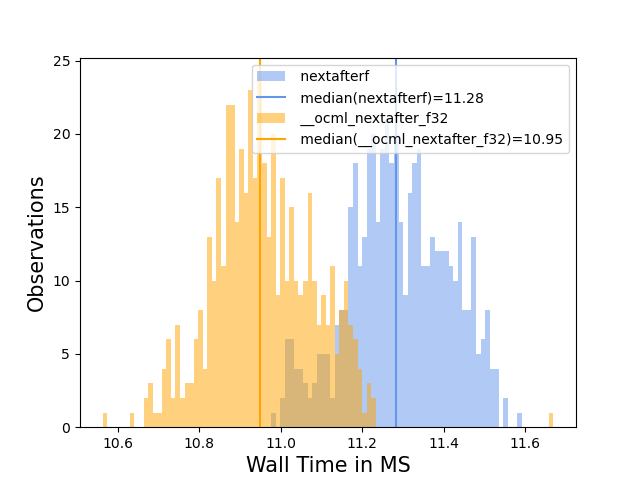 25
20
15
10
5
0
Observations
nextafterf
median(nextafterf)=11.28
__ocml_nextafter_f32
median(__ocml_nextafter_f32)=10.95
10.6 10.8 11.0 11.2 11.4 11.6
Wall Time in MS